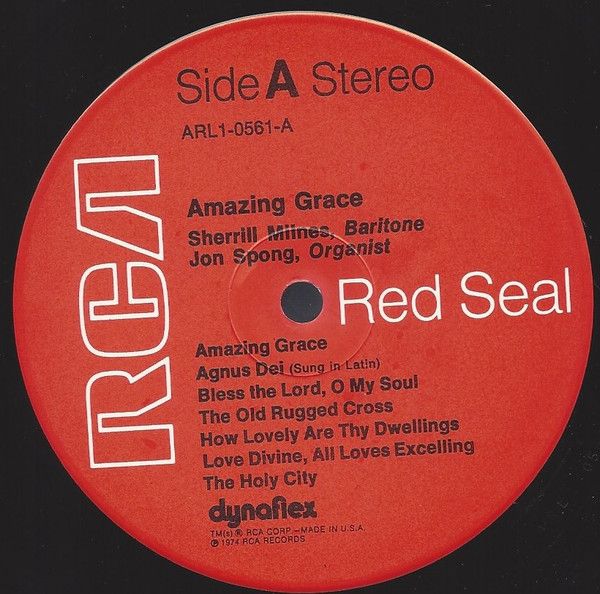 Side A Stereo
ARL1-0561-A
RCA
Amazing Grace
Sherrill Milnes, Baritone
Jon Spong, Organist
Red Seal
Amazing Grace
Agnus Dei (Sung in Latin)
Bless the Lord, O My Soul
The Old Rugged Cross
How Lovely Are Thy Dwellings
Love Divine, All Loves Excelling
The Holy City
dynaflex
TM(s) ® RCA CORP.–MADE IN U.S.A.
℗ 1974 RCA RECORDS